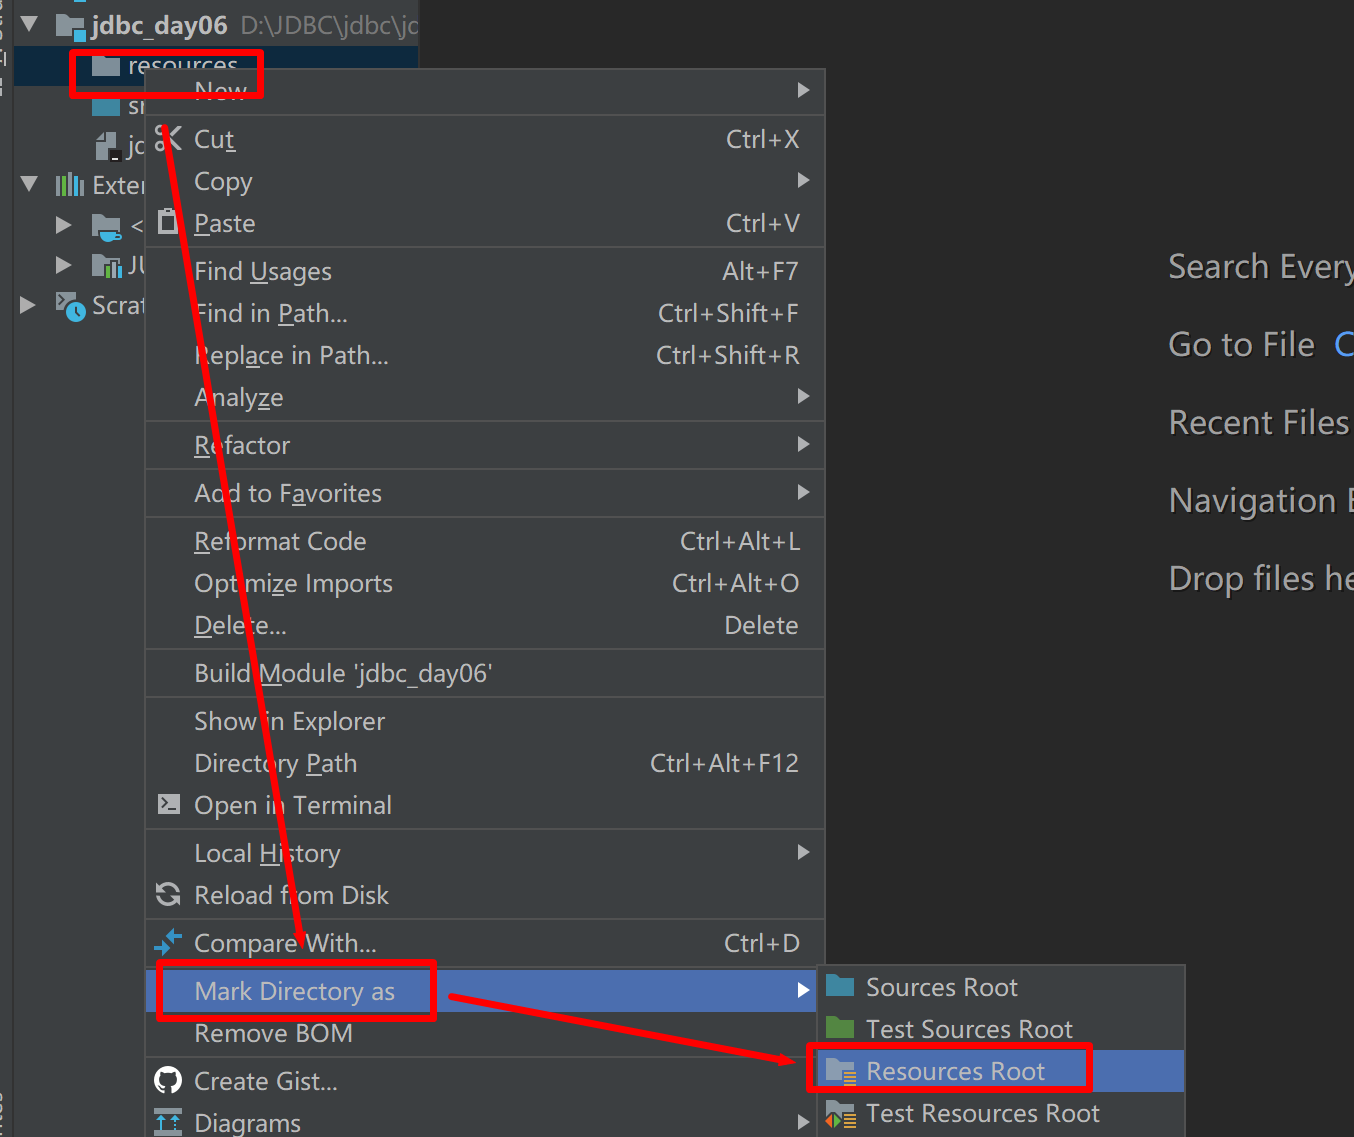 jdbc_day06 D:\JDBC\jdbc\jd
resources
New
Cut Ctrl+X
Copy
Exter
Paste Ctrl+V
<
Find Usages Alt+F7
Scrat
Find in Path... Ctrl+Shift+F
Replace in Path... Ctrl+Shift+R
Analyze
Refactor
Add to Favorites
Reformat Code Ctrl+Alt+L
Optimize Imports Ctrl+Alt+O
Delete... Delete
Build Module 'jdbc_day06'
Show in Explorer
Directory Path Ctrl+Alt+F12
Open in Terminal
Local History
Reload from Disk
Compare With... Ctrl+D
Mark Directory as
Remove BOM
Create Gist...
Diagrams
Sources Root
Test Sources Root
Resources Root
Test Resources Root
Search Every
Go to File C
Recent Files
Navigation B
Drop files he